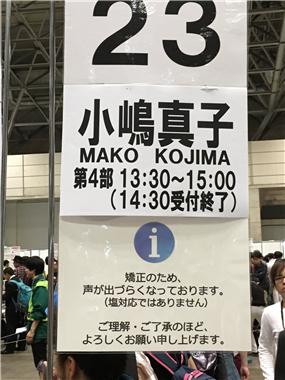 23
小嶋真子
MAKO KOJIMA
第4部 13:30~15:00
(14:30受付終了)
i
矯正のため、
声が出づらくなっております。
(塩対応ではありません)
ご理解・ご了承のほど、
よろしくお願い申し上げます。